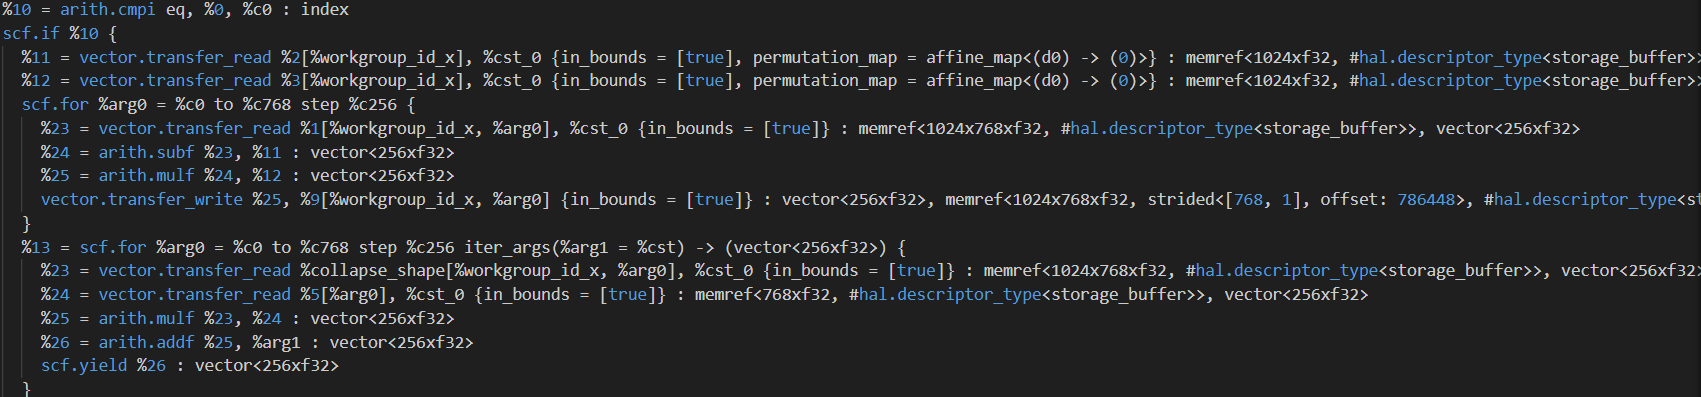 %10 = arith.cmpi eq, %0, %c0 : index
scf.if %10 {
%11 = vector.transfer_read %2[%workgroup_id_x], %cst_0 {in_bounds = [true], permutation_map = affine_map<(d0) -> (0)>} : memref<1024xf32, #hal.descriptor_type<storage_buffer>>
%12 = vector.transfer_read %3[%workgroup_id_x], %cst_0 {in_bounds = [true], permutation_map = affine_map<(d0) -> (0)>} : memref<1024xf32, #hal.descriptor_type<storage_buffer>>
scf.for %arg0 = %c0 to %c768 step %c256 {
%23 = vector.transfer_read %1[%workgroup_id_x, %arg0], %cst_0 {in_bounds = [true]} : memref<1024x768xf32, #hal.descriptor_type<storage_buffer>>, vector<256xf32>
%24 = arith.subf %23, %11 : vector<256xf32>
%25 = arith.mulf %24, %12 : vector<256xf32>
vector.transfer_write %25, %9[%workgroup_id_x, %arg0] {in_bounds = [true]} : vector<256xf32>, memref<1024x768xf32, strided<[768, 1], offset: 786448>, #hal.descriptor_type<st
}
%13 = scf.for %arg0 = %c0 to %c768 step %c256 iter_args(%arg1 = %cst) -> (vector<256xf32>) {
%23 = vector.transfer_read %collapse_shape[%workgroup_id_x, %arg0], %cst_0 {in_bounds = [true]} : memref<1024x768xf32, #hal.descriptor_type<storage_buffer>>, vector<256xf32>
%24 = vector.transfer_read %5[%arg0], %cst_0 {in_bounds = [true]} : memref<768xf32, #hal.descriptor_type<storage_buffer>>, vector<256xf32>
%25 = arith.mulf %23, %24 : vector<256xf32>
%26 = arith.addf %25, %arg1 : vector<256xf32>
scf.yield %26 : vector<256xf32>
}